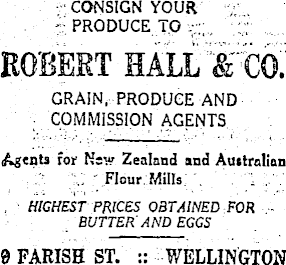 CONSIGN YOUR
PRODUCE TO
ROBERT HALL & CO.
GRAIN, PRODUCE AND
COMMISSION AGENTS
Agents for New Zealand and Australian
Flour Mills
HIGHEST PRICES OBTAINED FOR
BUTTER AND EGGS
9 PARISH ST. :: WELLINGTON